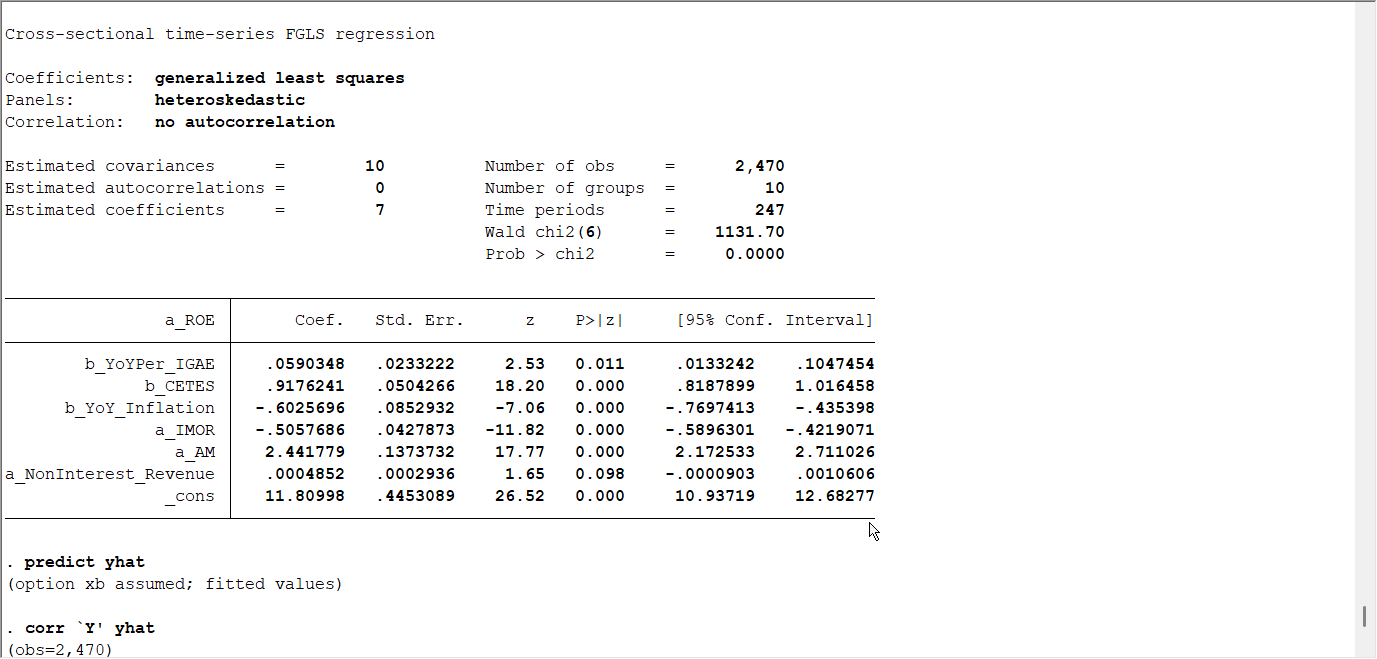 Cross-sectional time-series FGLS regression
Coefficients:  generalized least squares
Panels:        heteroskedastic
Correlation:   no autocorrelation
Estimated covariances      =        10          Number of obs     =      2,470
Estimated autocorrelations =         0          Number of groups  =         10
Estimated coefficients     =         7          Time periods      =        247
Wald chi2(6)      =    1131.70
Prob > chi2       =     0.0000
a_ROE       Coef.   Std. Err.      z    P>|z|     [95% Conf. Interval]
b_YoYPer_IGAE    .0590348   .0233222     2.53   0.011     .0133242    .1047454
b_CETES    .9176241   .0504266    18.20   0.000     .8187899    1.016458
b_YoY_Inflation   -.6025696   .0852932    -7.06   0.000    -.7697413    -.435398
a_IMOR   -.5057686   .0427873   -11.82   0.000    -.5896301   -.4219071
a_AM    2.441779   .1373732    17.77   0.000     2.172533    2.711026
a_NonInterest_Revenue    .0004852   .0002936     1.65   0.098    -.0000903    .0010606
_cons    11.80998   .4453089    26.52   0.000     10.93719    12.68277
. predict yhat
(option xb assumed; fitted values)
. corr `Y' yhat
(obs=2,470)